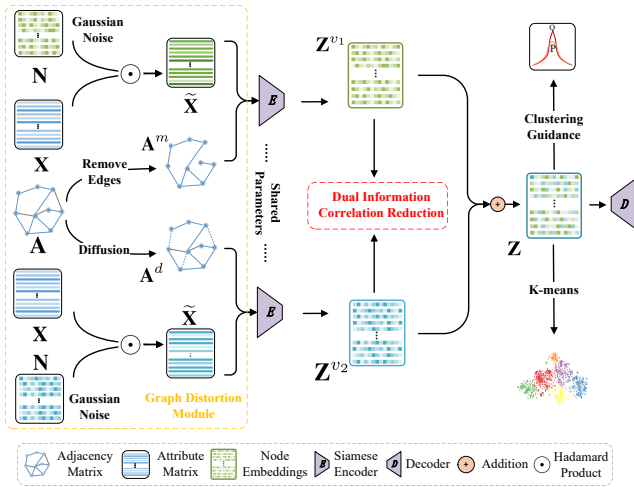 Gaussian
Noise
N
X
X̃
E
Z^{v_1}
Q
P
Clustering
Guidance
A^m
Remove
Edges
A
Diffusion
A^d
Shared
Parameters
Dual Information
Correlation Reduction
+
Z
D
K-means
X
N
X̃
E
Z^{v_2}
Gaussian
Noise
Graph Distortion
Module
Adjacency
Matrix
Attribute
Matrix
Node
Embeddings
E
Siamese
Encoder
D
Decoder
+
Addition
Hadamard
Product